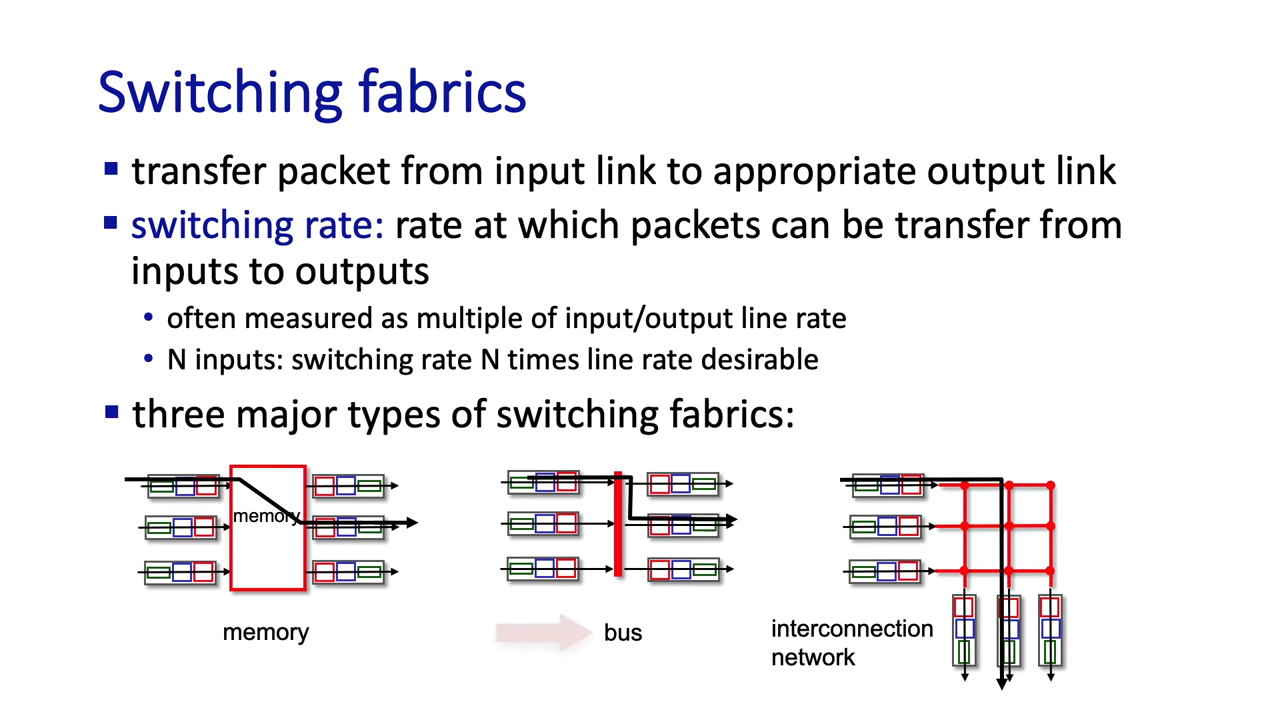 Switching fabrics
▪ transfer packet from input link to appropriate output link
▪ switching rate: rate at which packets can be transfer from
inputs to outputs
• often measured as multiple of input/output line rate
• N inputs: switching rate N times line rate desirable
▪ three major types of switching fabrics:
memory
memory
bus
interconnection
network